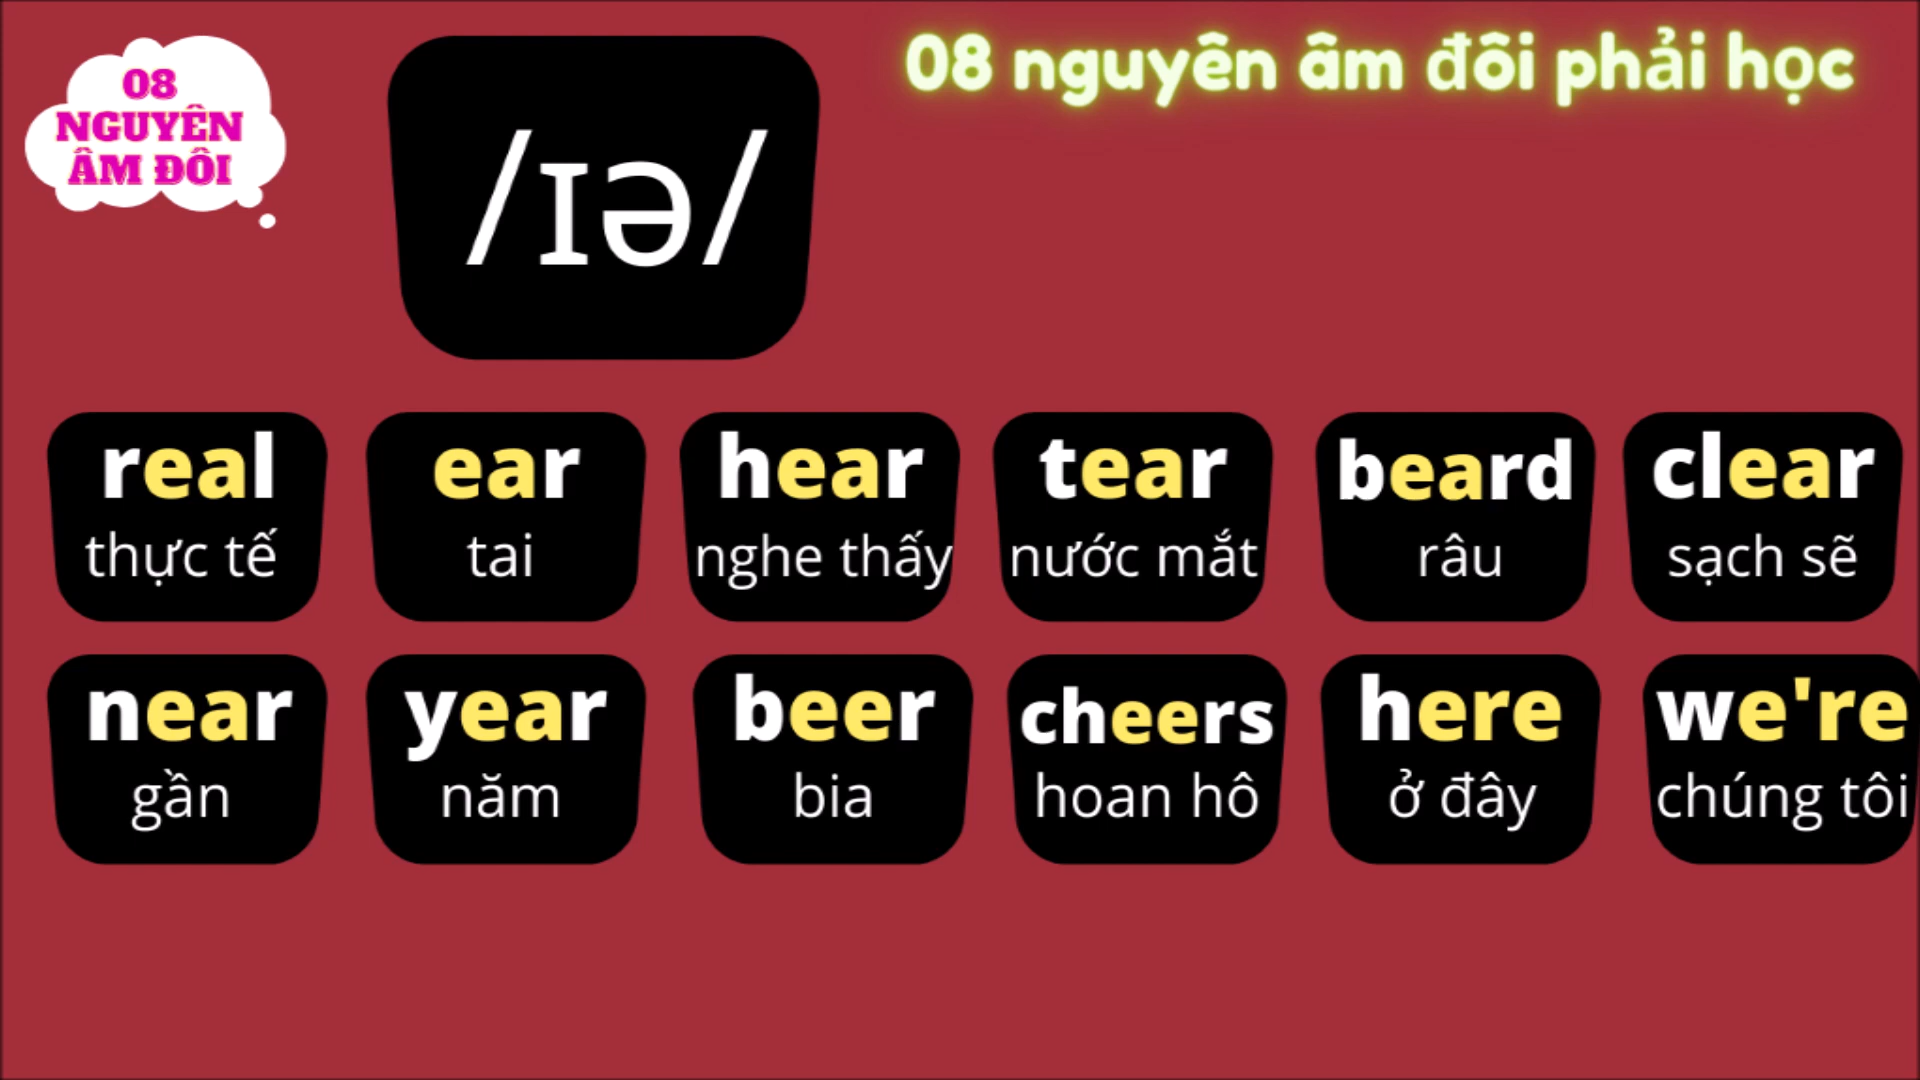 08
NGUYÊN
ÂM ĐÔI
/ɪə/
08 nguyên âm đôi phải học
real
thực tế
ear
tai
hear
nghe thấy
tear
nước mắt
beard
râu
clear
sạch sẽ
near
gần
year
năm
beer
bia
cheers
hoan hô
here
ở đây
we're
chúng tôi